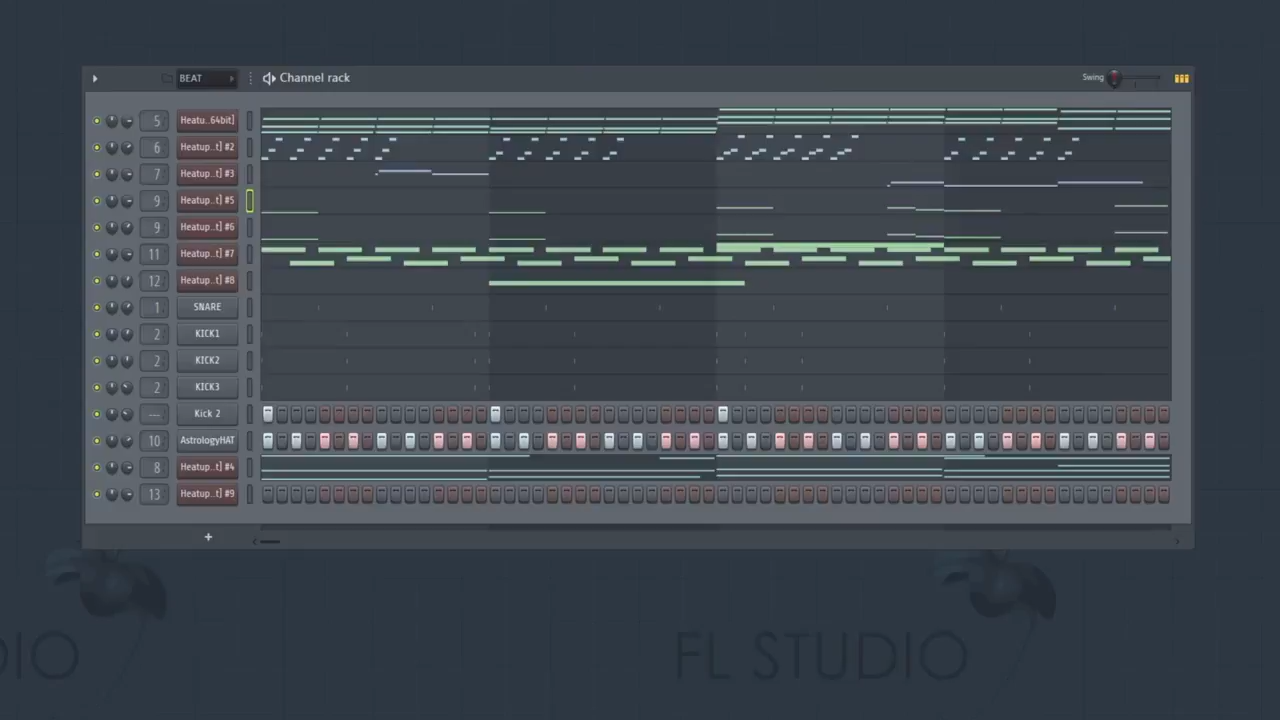 BEAT Channel rack Swing
5 Heatu..64bit]
6 Heatup..t] #2
7 Heatup..t] #3
9 Heatup..t] #5
9 Heatup..t] #6
11 Heatup..t] #7
12 Heatup..t] #8
1 SNARE
2 KICK1
2 KICK2
2 KICK3
--- Kick 2
10 AstrologyHAT
8 Heatup..t] #4
13 Heatup..t] #9
+
DIO FL STUDIO